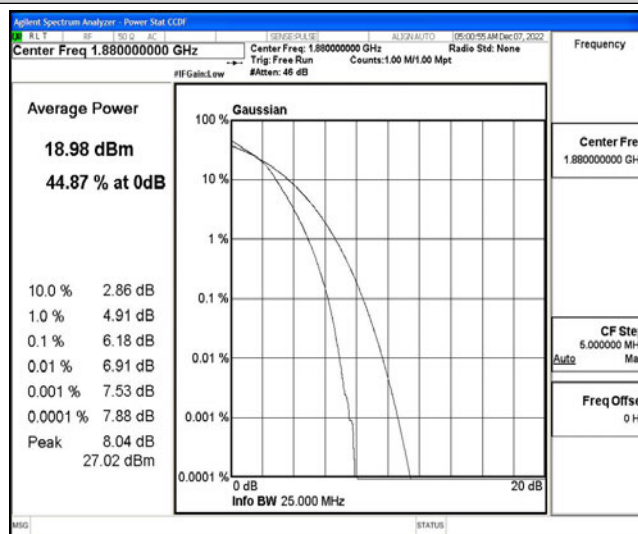 Agilent Spectrum Analyzer - Power Stat CCDF
RLT RF 50 Ω AC SENSE:PULSE ALIGN AUTO 05:00:55 AM Dec 07, 2022
Center Freq 1.880000000 GHz
Center Freq: 1.880000000 GHz
Radio Std: None
Trig: Free Run
Counts:1.00 M/1.00 Mpt
#IFGain:Low
#Atten: 46 dB
Frequency
Average Power
18.98 dBm
44.87 % at 0dB
10.0 % 2.86 dB
1.0 % 4.91 dB
0.1 % 6.18 dB
0.01 % 6.91 dB
0.001 % 7.53 dB
0.0001 % 7.88 dB
Peak 8.04 dB
27.02 dBm
Gaussian
100 %
10 %
1 %
0.1 %
0.01 %
0.001 %
0.0001 %
0 dB
20 dB
Info BW 25.000 MHz
Center Fre
1.880000000 GH
CF Ste
5.000000 MH
Auto Ma
Freq Offse
0 H
MSG
STATUS